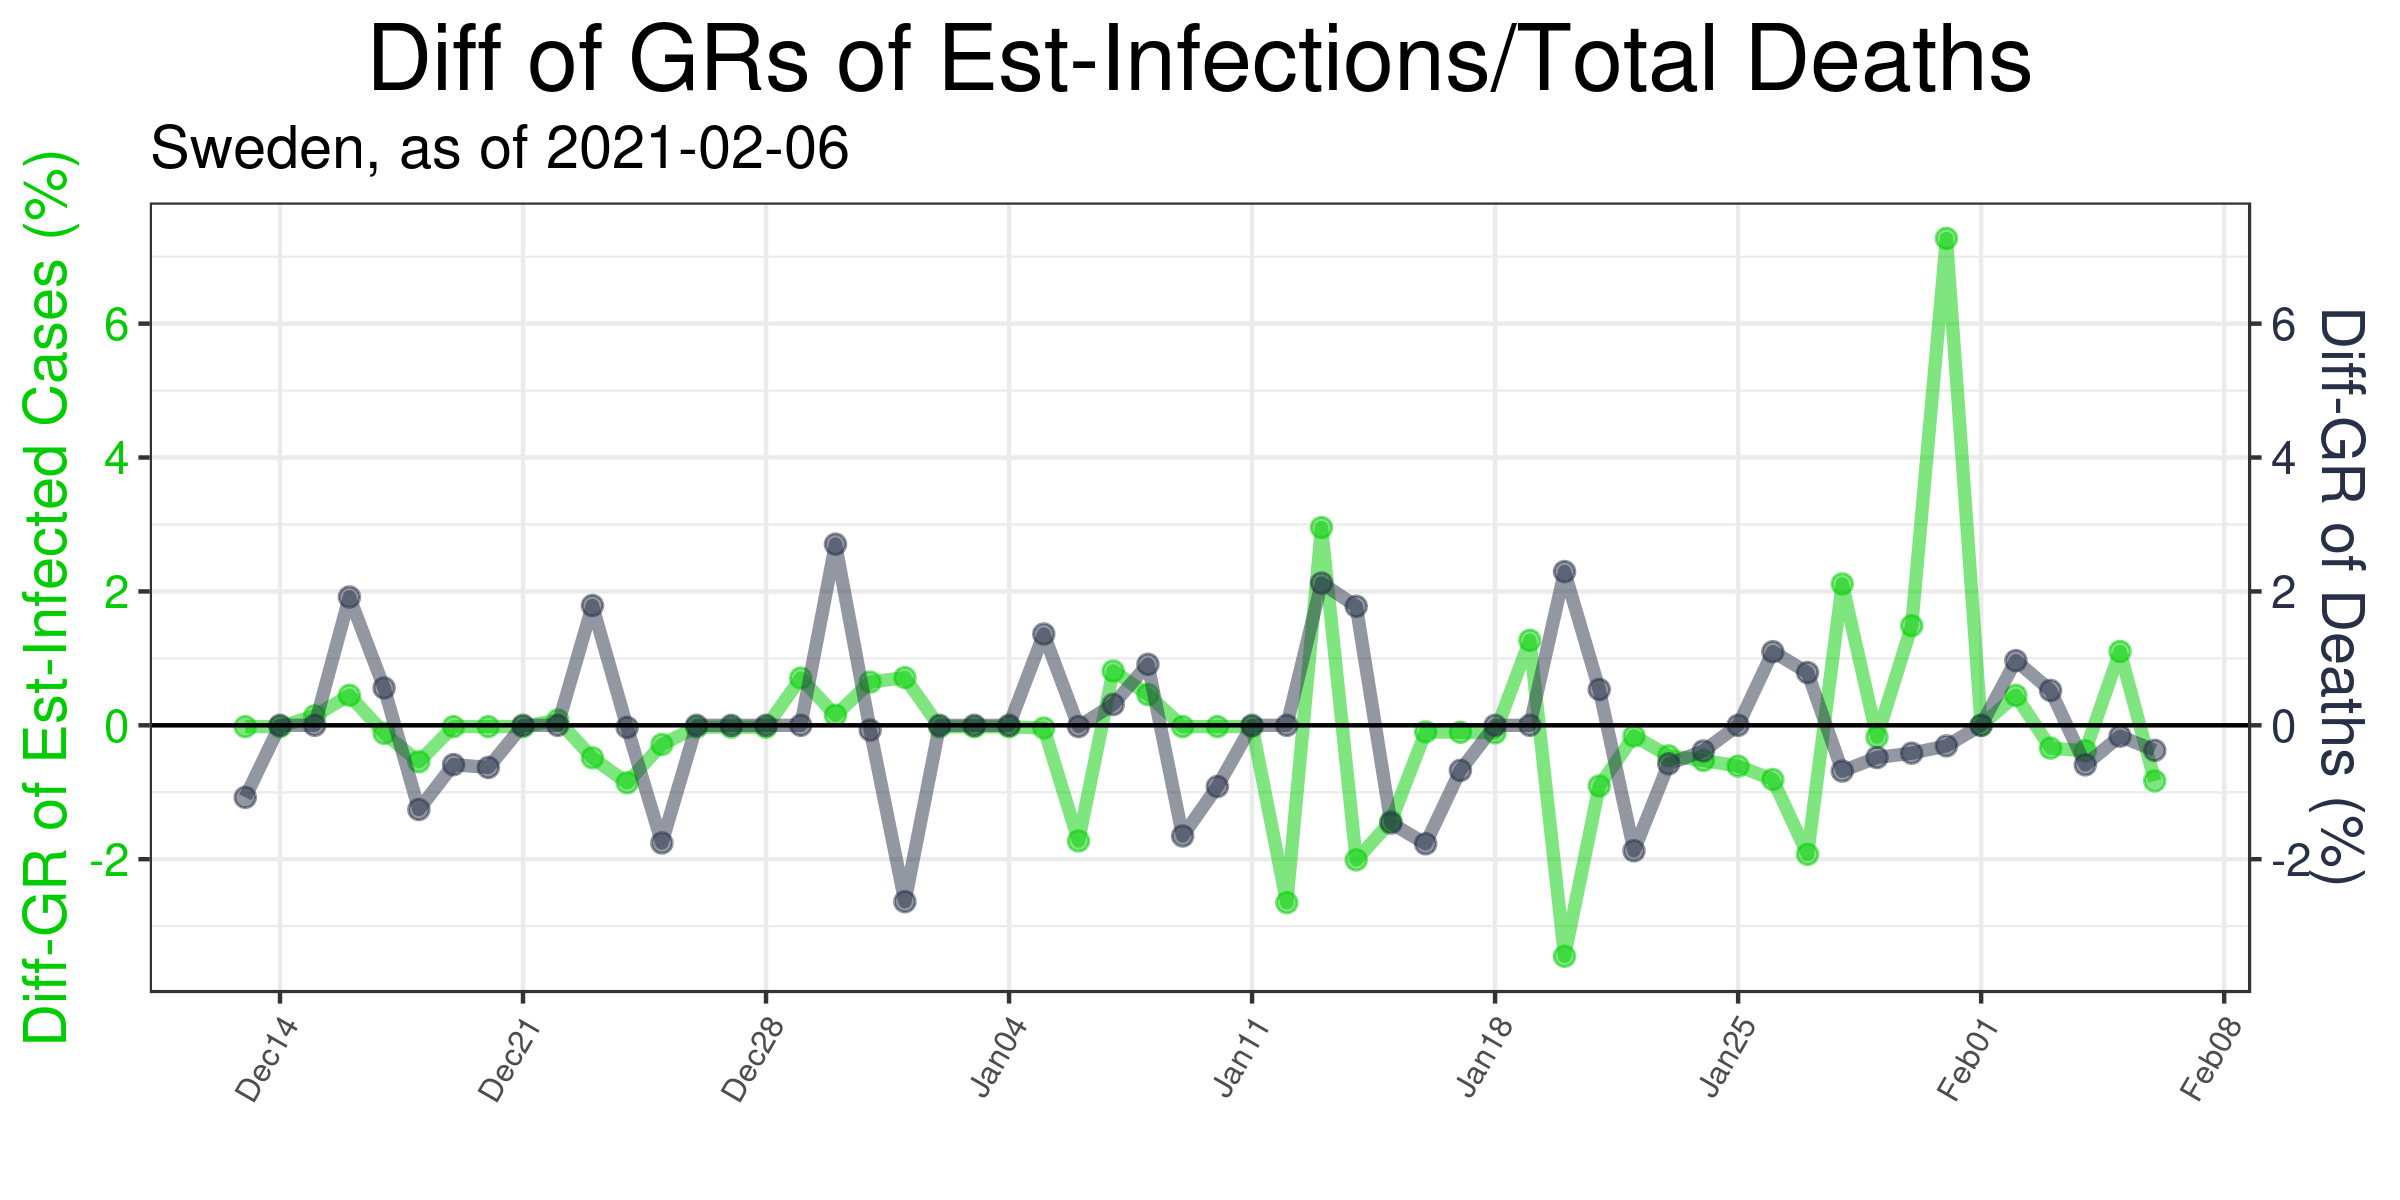 Diff of GRs of Est-Infections/Total Deaths
Sweden, as of 2021-02-06
Diff-GR of Est-Infected Cases (%)
6
4
2
0
-2
6
4
2
0
-2
Diff-GR of Deaths (%)
Dec14
Dec21
Dec28
Jan04
Jan11
Jan18
Jan25
Feb01
Feb08